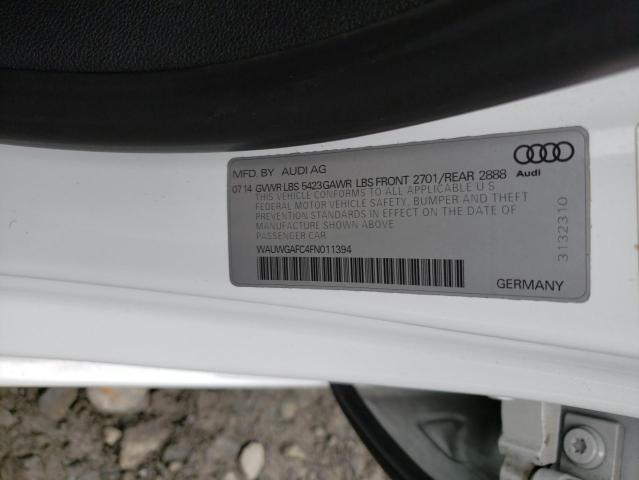 MFD. BY AUDI AG
07 14 GVWR LBS 5423 GAWR LBS FRONT 2701/REAR 2888
THIS VEHICLE CONFORMS TO ALL APPLICABLE U S
FEDERAL MOTOR VEHICLE SAFETY, BUMPER AND THEFT
PREVENTION STANDARDS IN EFFECT ON THE DATE OF
MANUFACTURE SHOWN ABOVE
PASSENGER CAR
WAUWGAFC4FN011394
Audi
3132310
GERMANY